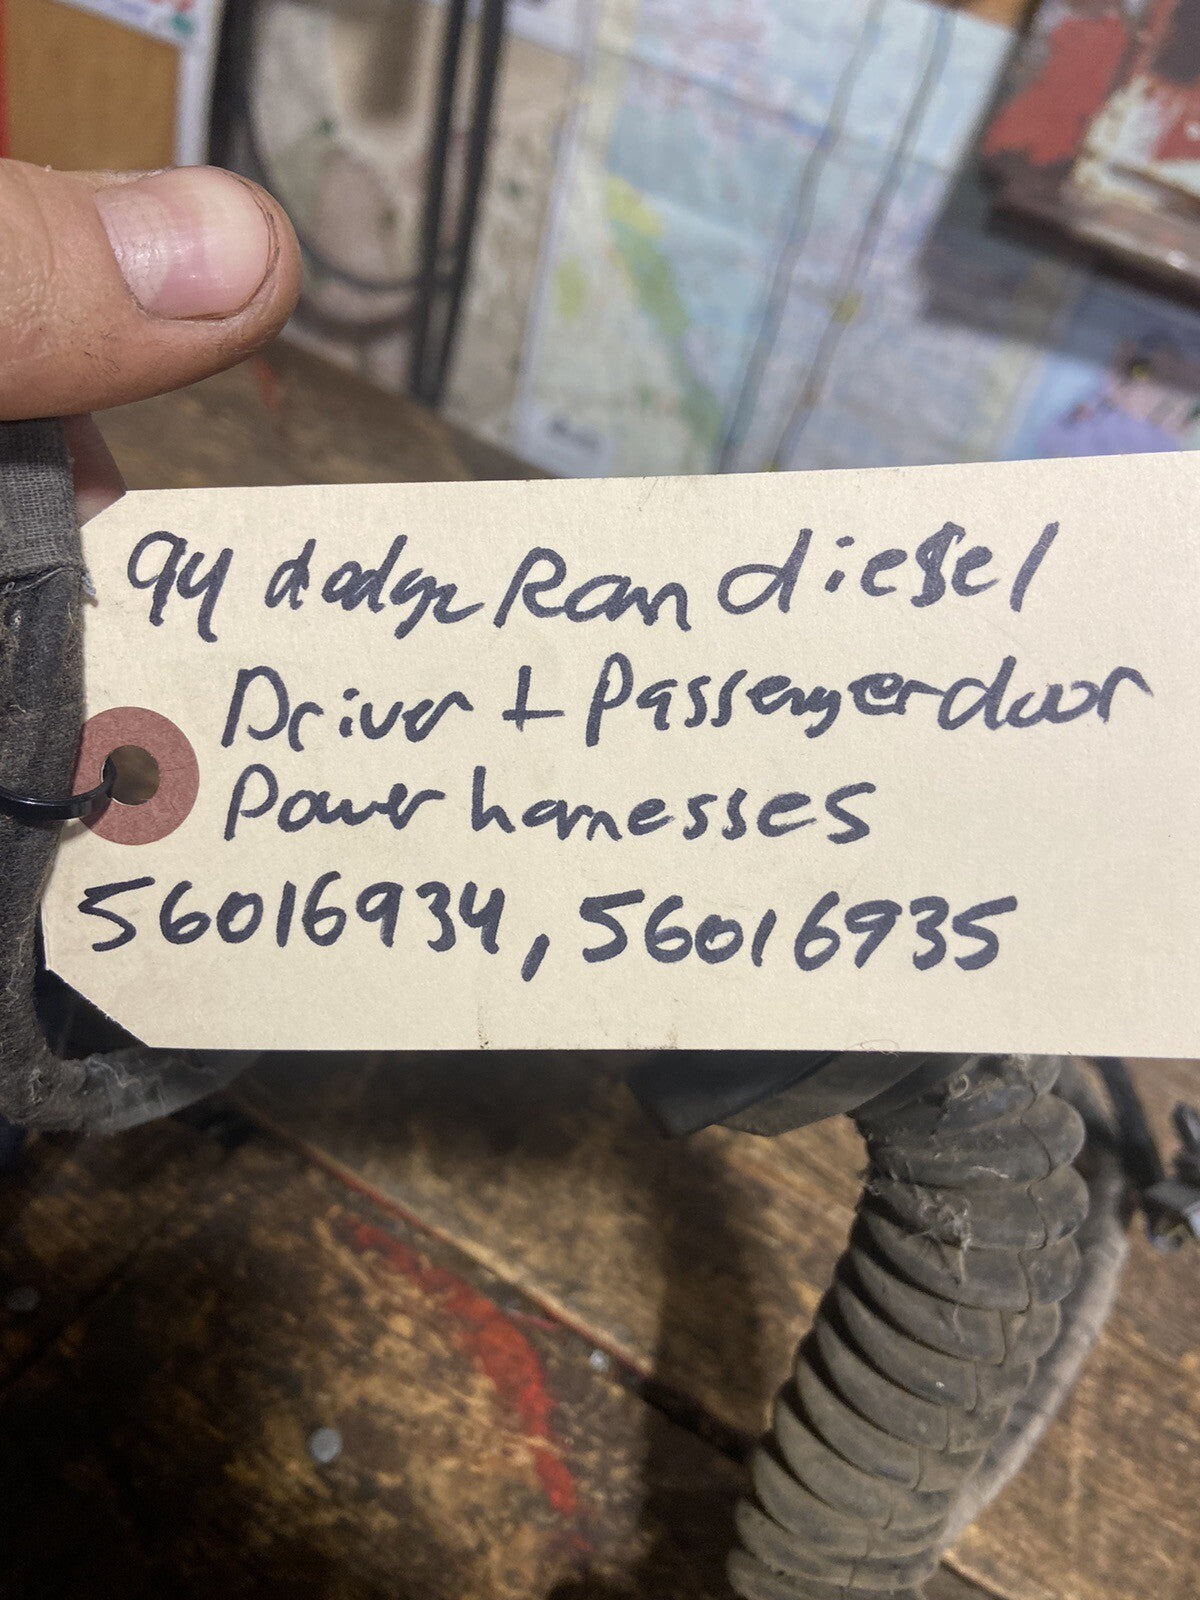 94 dodge Ram diesel
Driver + Passenger door
Power harnesses
56016934, 56016935